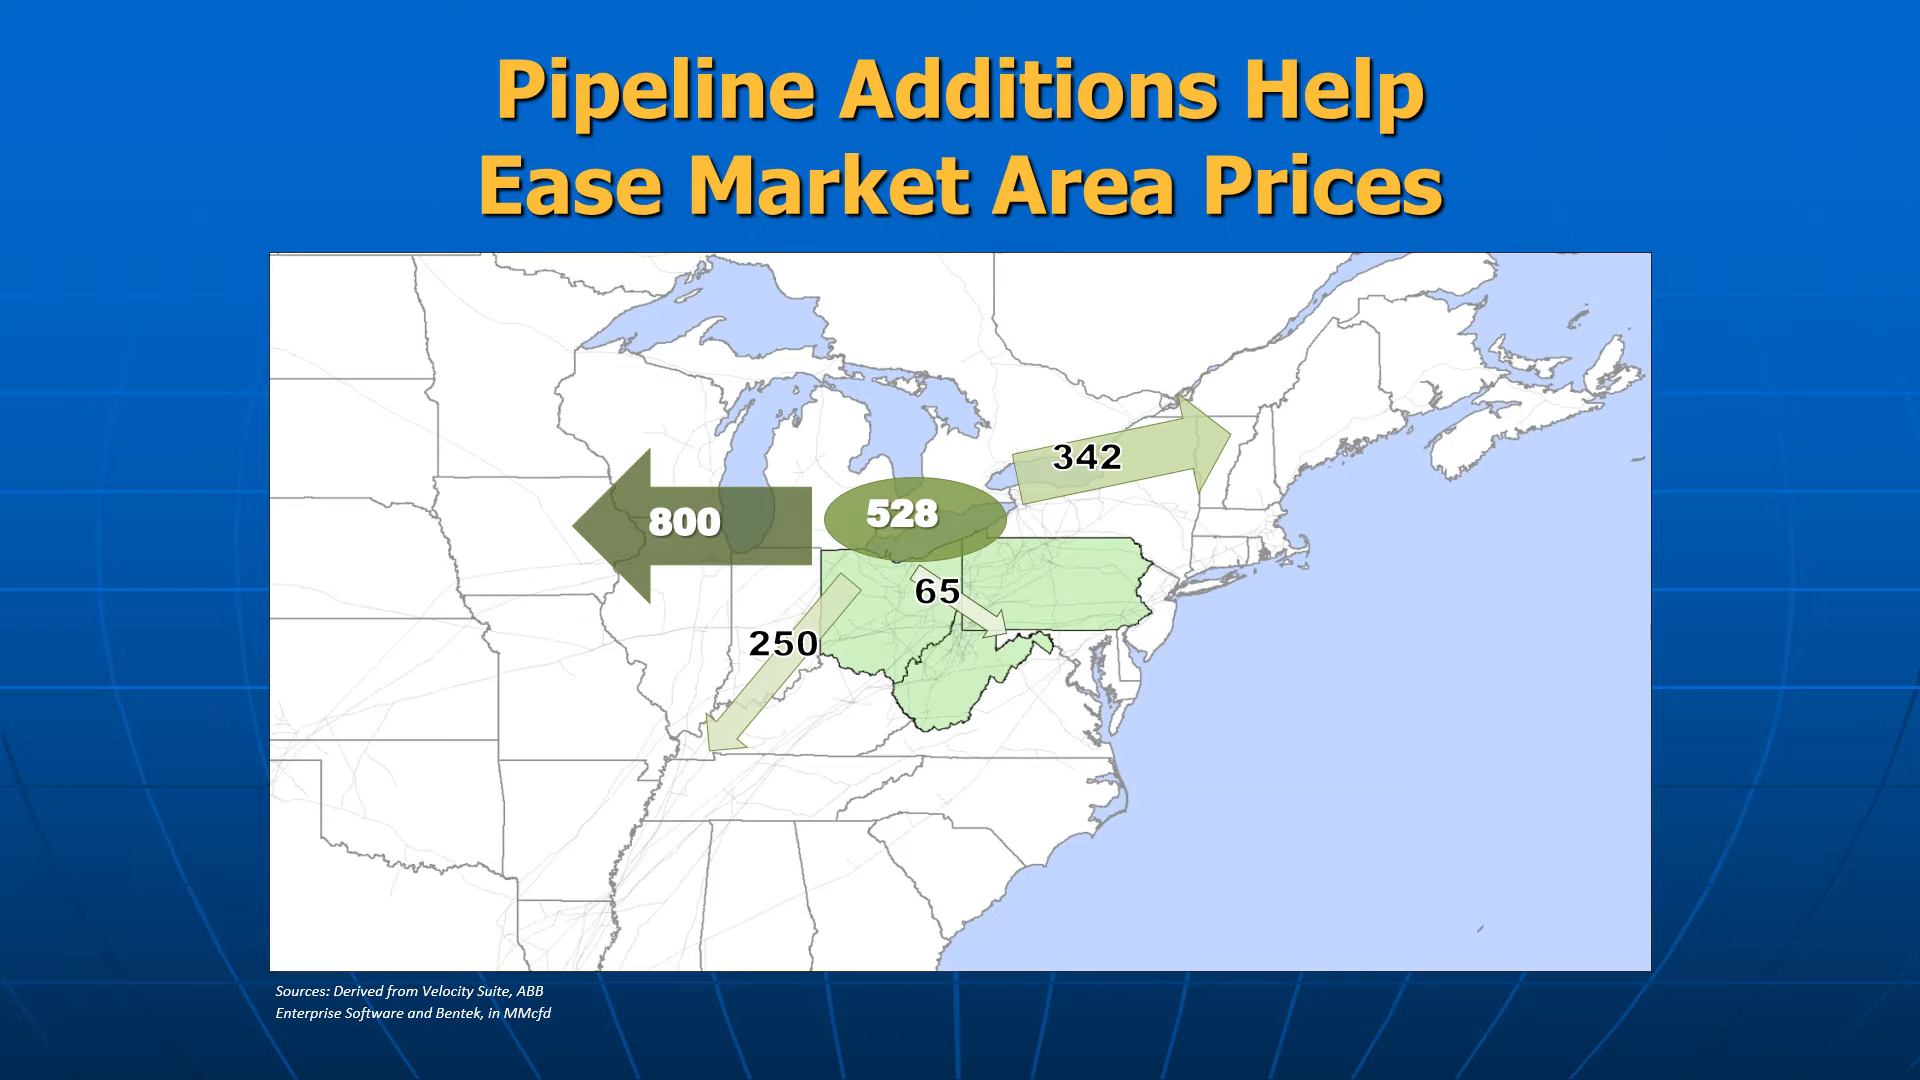 Pipeline Additions Help
Ease Market Area Prices
342
528
800
65
250
Sources: Derived from Velocity Suite, ABB
Enterprise Software and Bentek, in MMcfd